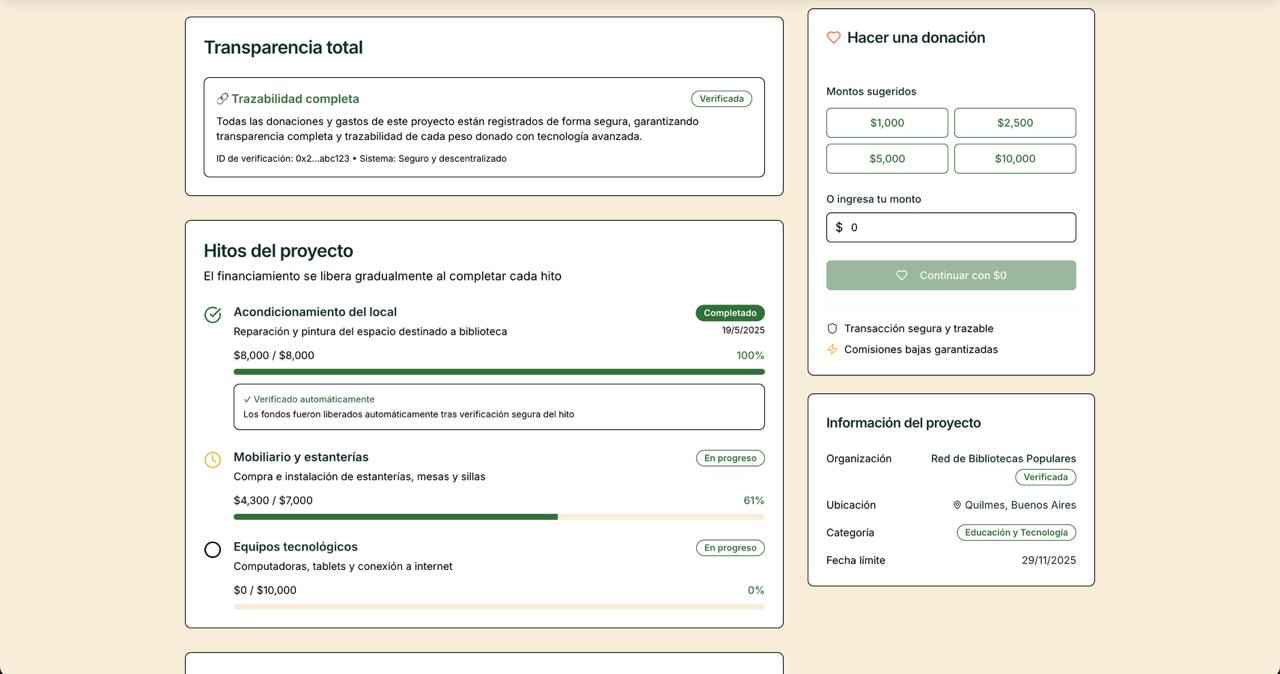 Transparencia total
Trazabilidad completa
Verificada
Todas las donaciones y gastos de este proyecto están registrados de forma segura, garantizando
transparencia completa y trazabilidad de cada peso donado con tecnología avanzada.
ID de verificación: 0x2...abc123 • Sistema: Seguro y descentralizado
Hitos del proyecto
El financiamiento se libera gradualmente al completar cada hito
Acondicionamiento del local
Completado
Reparación y pintura del espacio destinado a biblioteca
19/5/2025
$8,000 / $8,000
100%
✓ Verificado automáticamente
Los fondos fueron liberados automáticamente tras verificación segura del hito
Mobiliario y estanterías
En progreso
Compra e instalación de estanterías, mesas y sillas
$4,300 / $7,000
61%
Equipos tecnológicos
En progreso
Computadoras, tablets y conexión a internet
$0 / $10,000
0%
Hacer una donación
Montos sugeridos
$1,000
$2,500
$5,000
$10,000
O ingresa tu monto
$ 0
Continuar con $0
Transacción segura y trazable
Comisiones bajas garantizadas
Información del proyecto
Organización
Red de Bibliotecas Populares
Verificada
Ubicación
Quilmes, Buenos Aires
Categoría
Educación y Tecnología
Fecha límite
29/11/2025